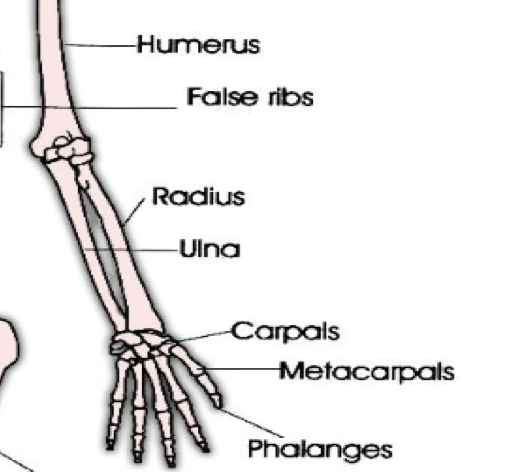 Humerus
False ribs
Radius
Ulna
Carpals
Metacarpals
Phalanges